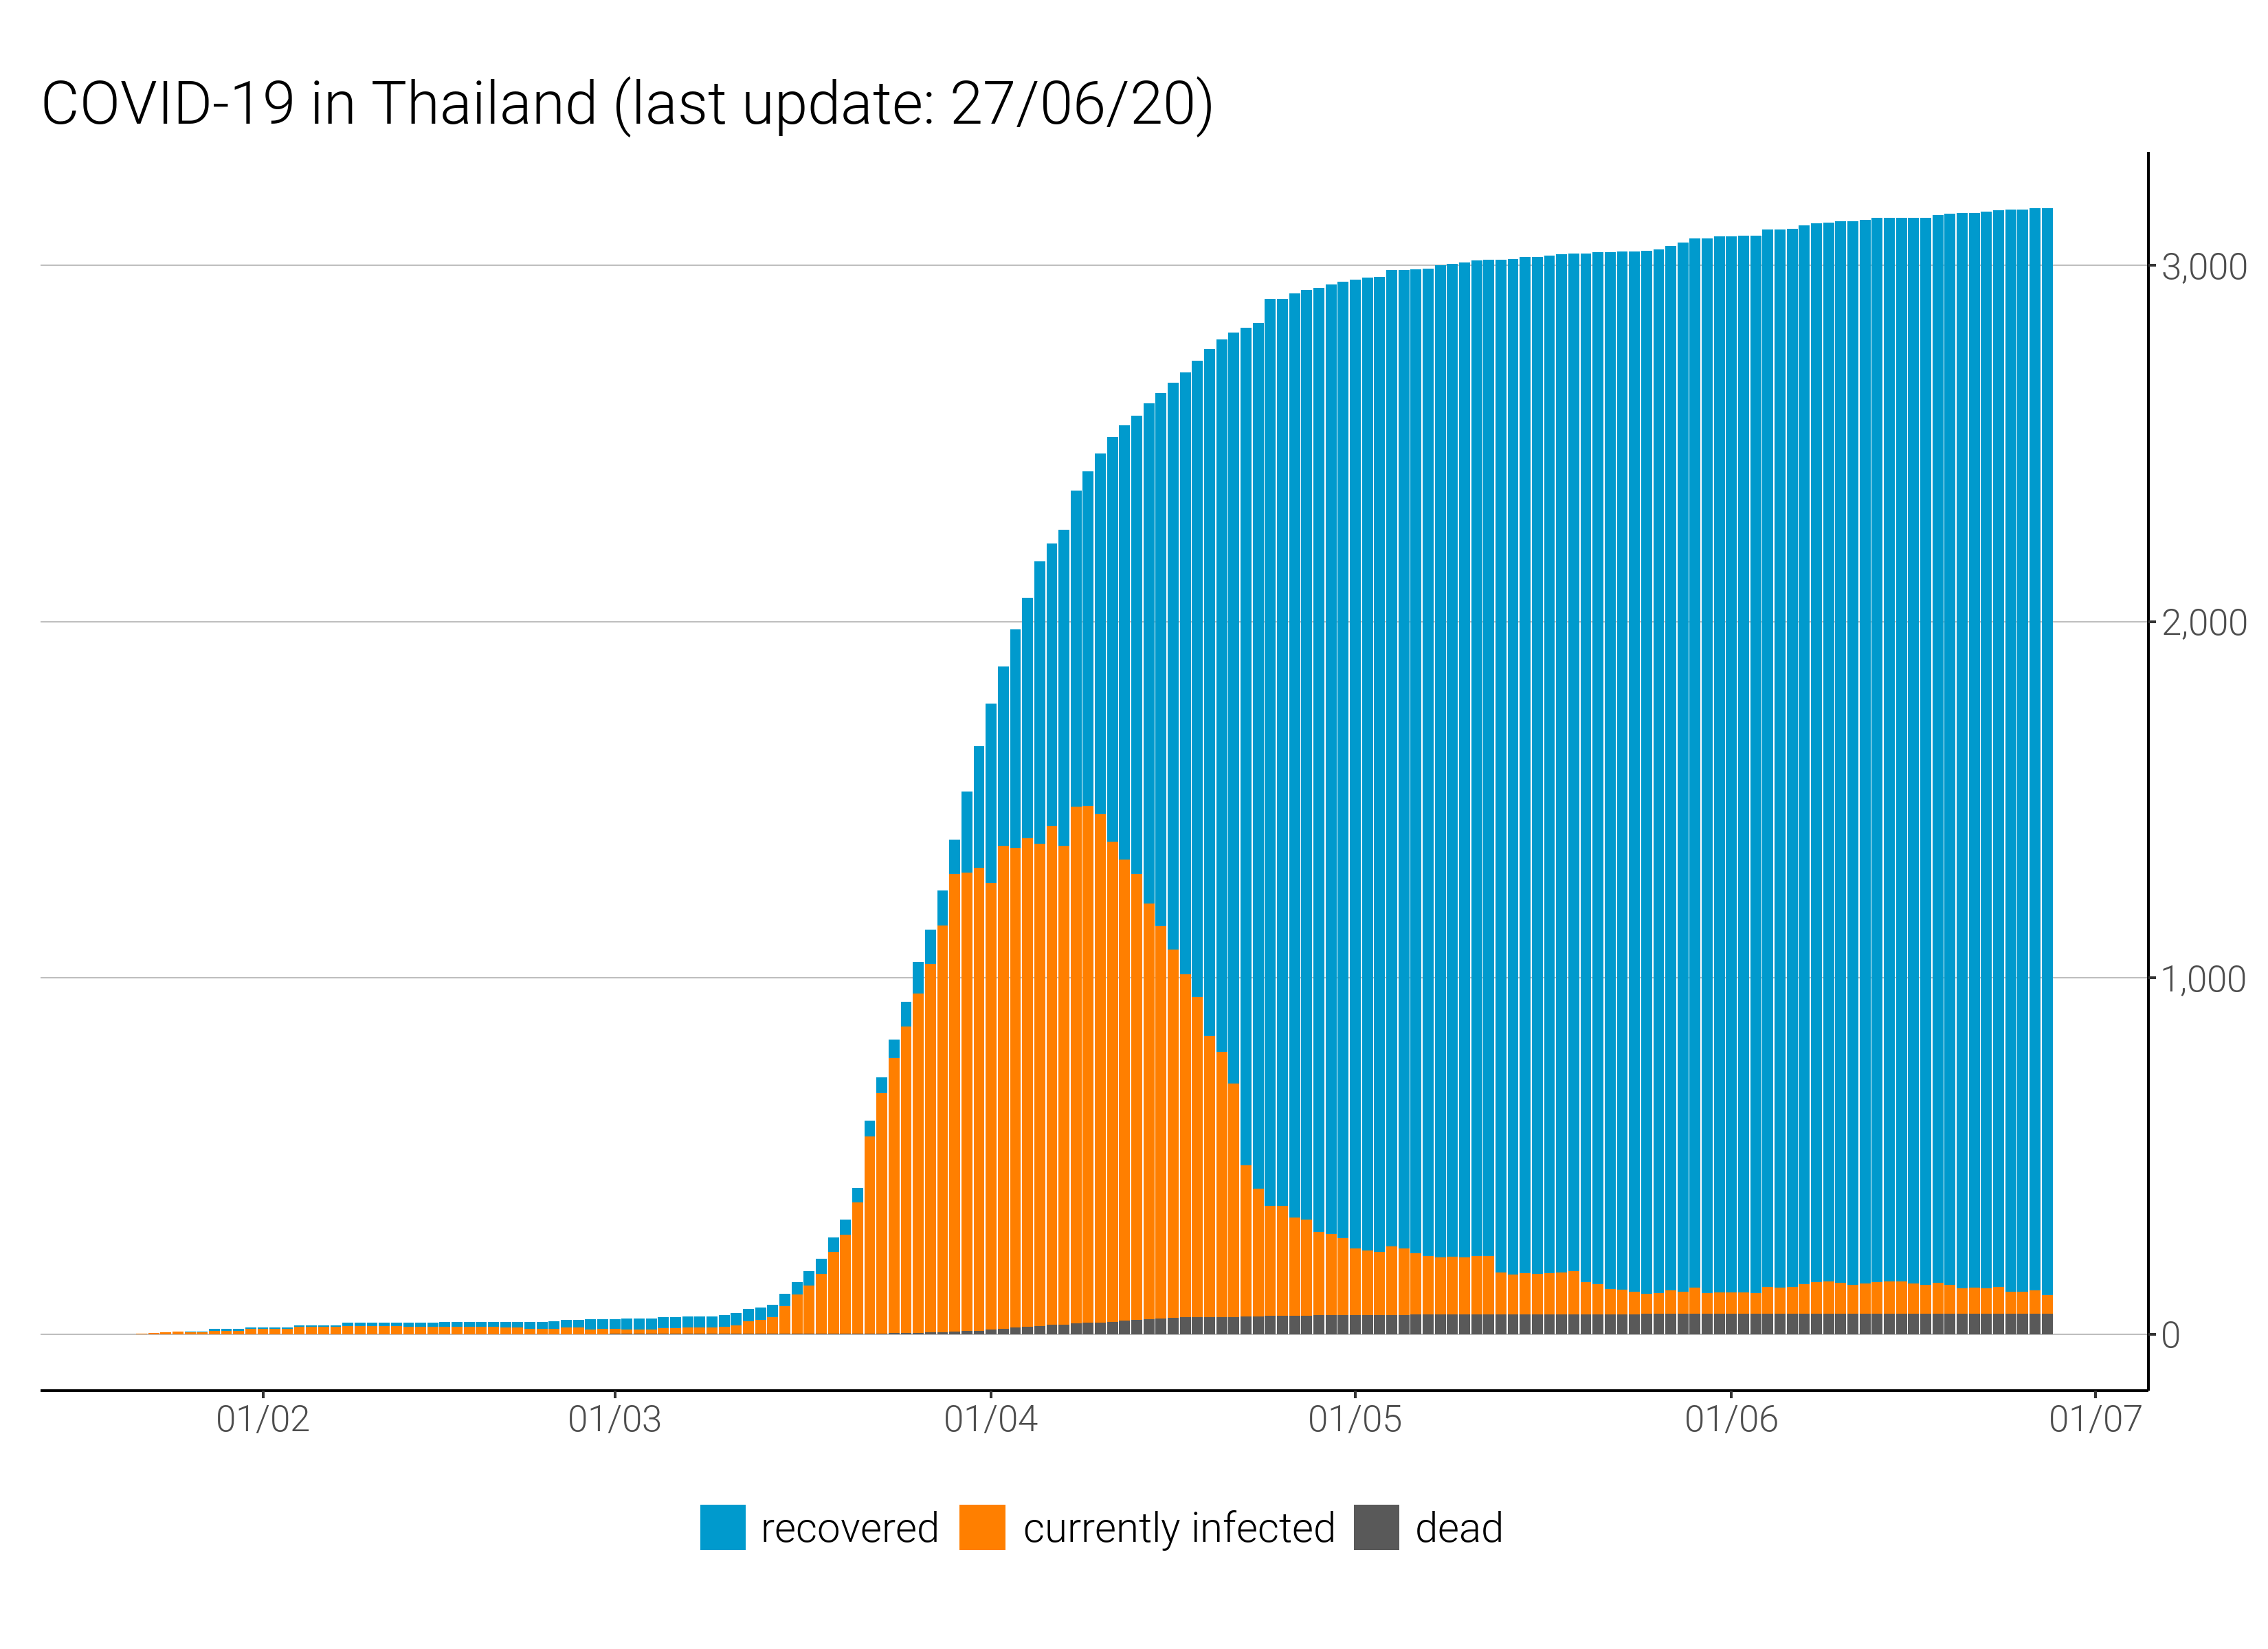 COVID-19 in Thailand (last update: 27/06/20)
3,000
2,000
1,000
0
01/02 01/03 01/04 01/05 01/06 01/07
recovered currently infected dead